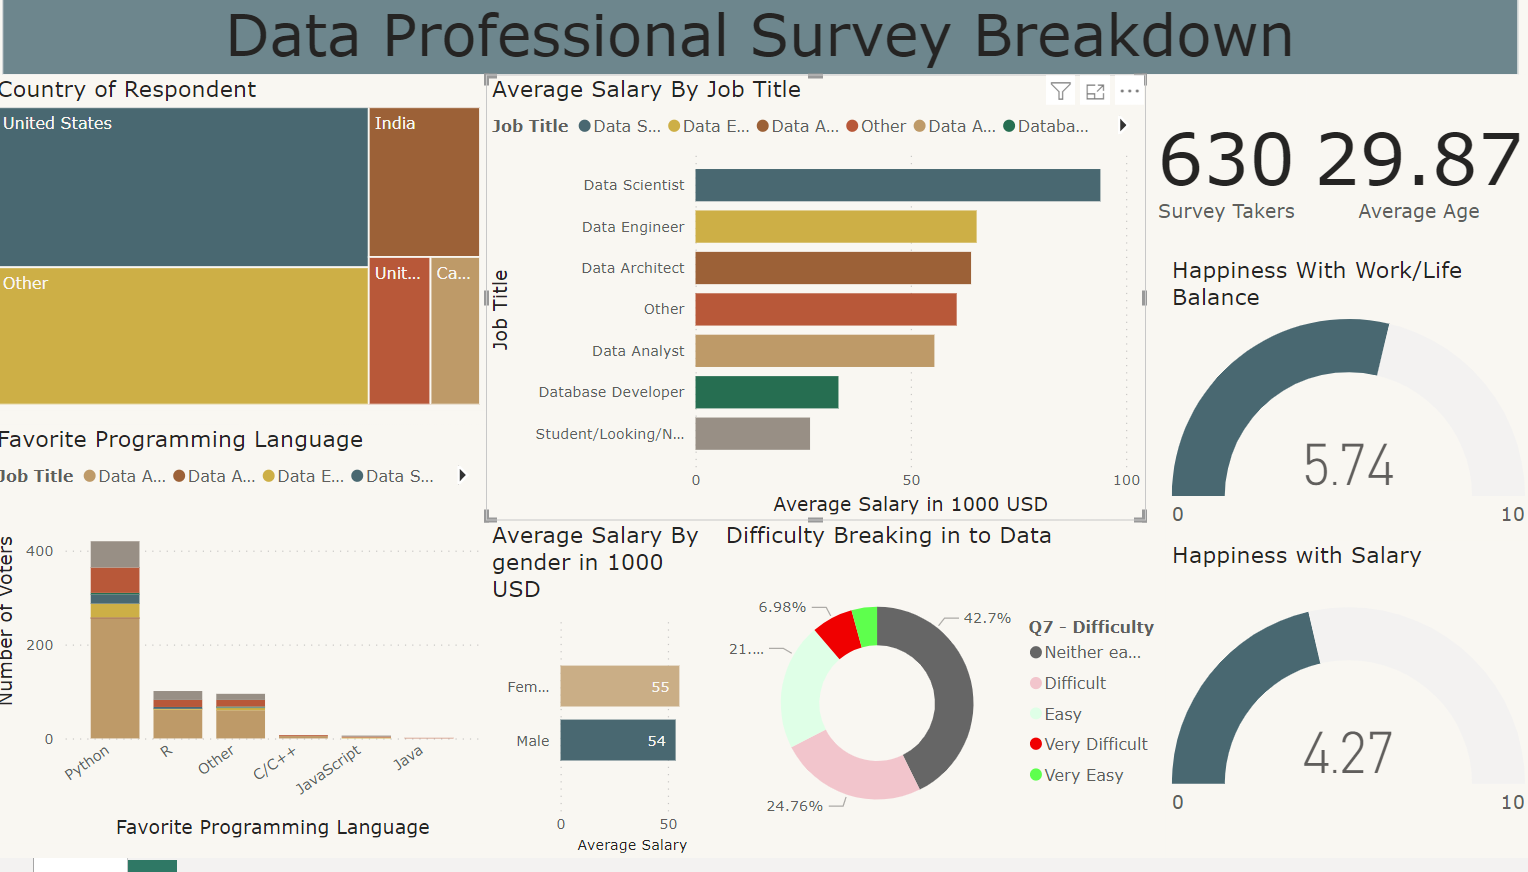 Data Professional Survey Breakdown
Country of Respondent
United States
India
Other
Unit...
Ca...
Average Salary By Job Title
Job Title Data S... Data E... Data A... Other Data A... Databa...
Job Title
Data Scientist
Data Engineer
Data Architect
Other
Data Analyst
Database Developer
Student/Looking/N...
0 50 100
Average Salary in 1000 USD
630
Survey Takers
29.87
Average Age
Happiness With Work/Life
Balance
5.74
0 10
Favorite Programming Language
Job Title Data A... Data A... Data E... Data S...
Number of Voters
400
200
0
Python R Other C/C++ JavaScript Java
Favorite Programming Language
Average Salary By
gender in 1000
USD
Fem... 55
Male 54
0 50
Average Salary
Difficulty Breaking in to Data
6.98%
42.7%
21....
24.76%
Q7 - Difficulty
Neither ea...
Difficult
Easy
Very Difficult
Very Easy
Happiness with Salary
4.27
0 10